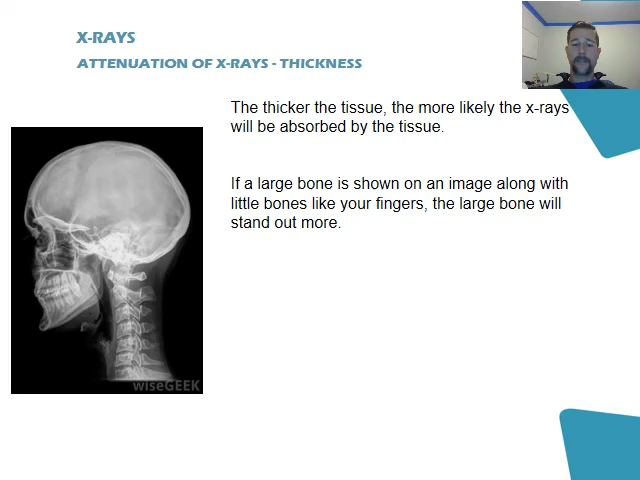 X-RAYS
ATTENUATION OF X-RAYS - THICKNESS
The thicker the tissue, the more likely the x-rays
will be absorbed by the tissue.
If a large bone is shown on an image along with
little bones like your fingers, the large bone will
stand out more.
wiseGEEK